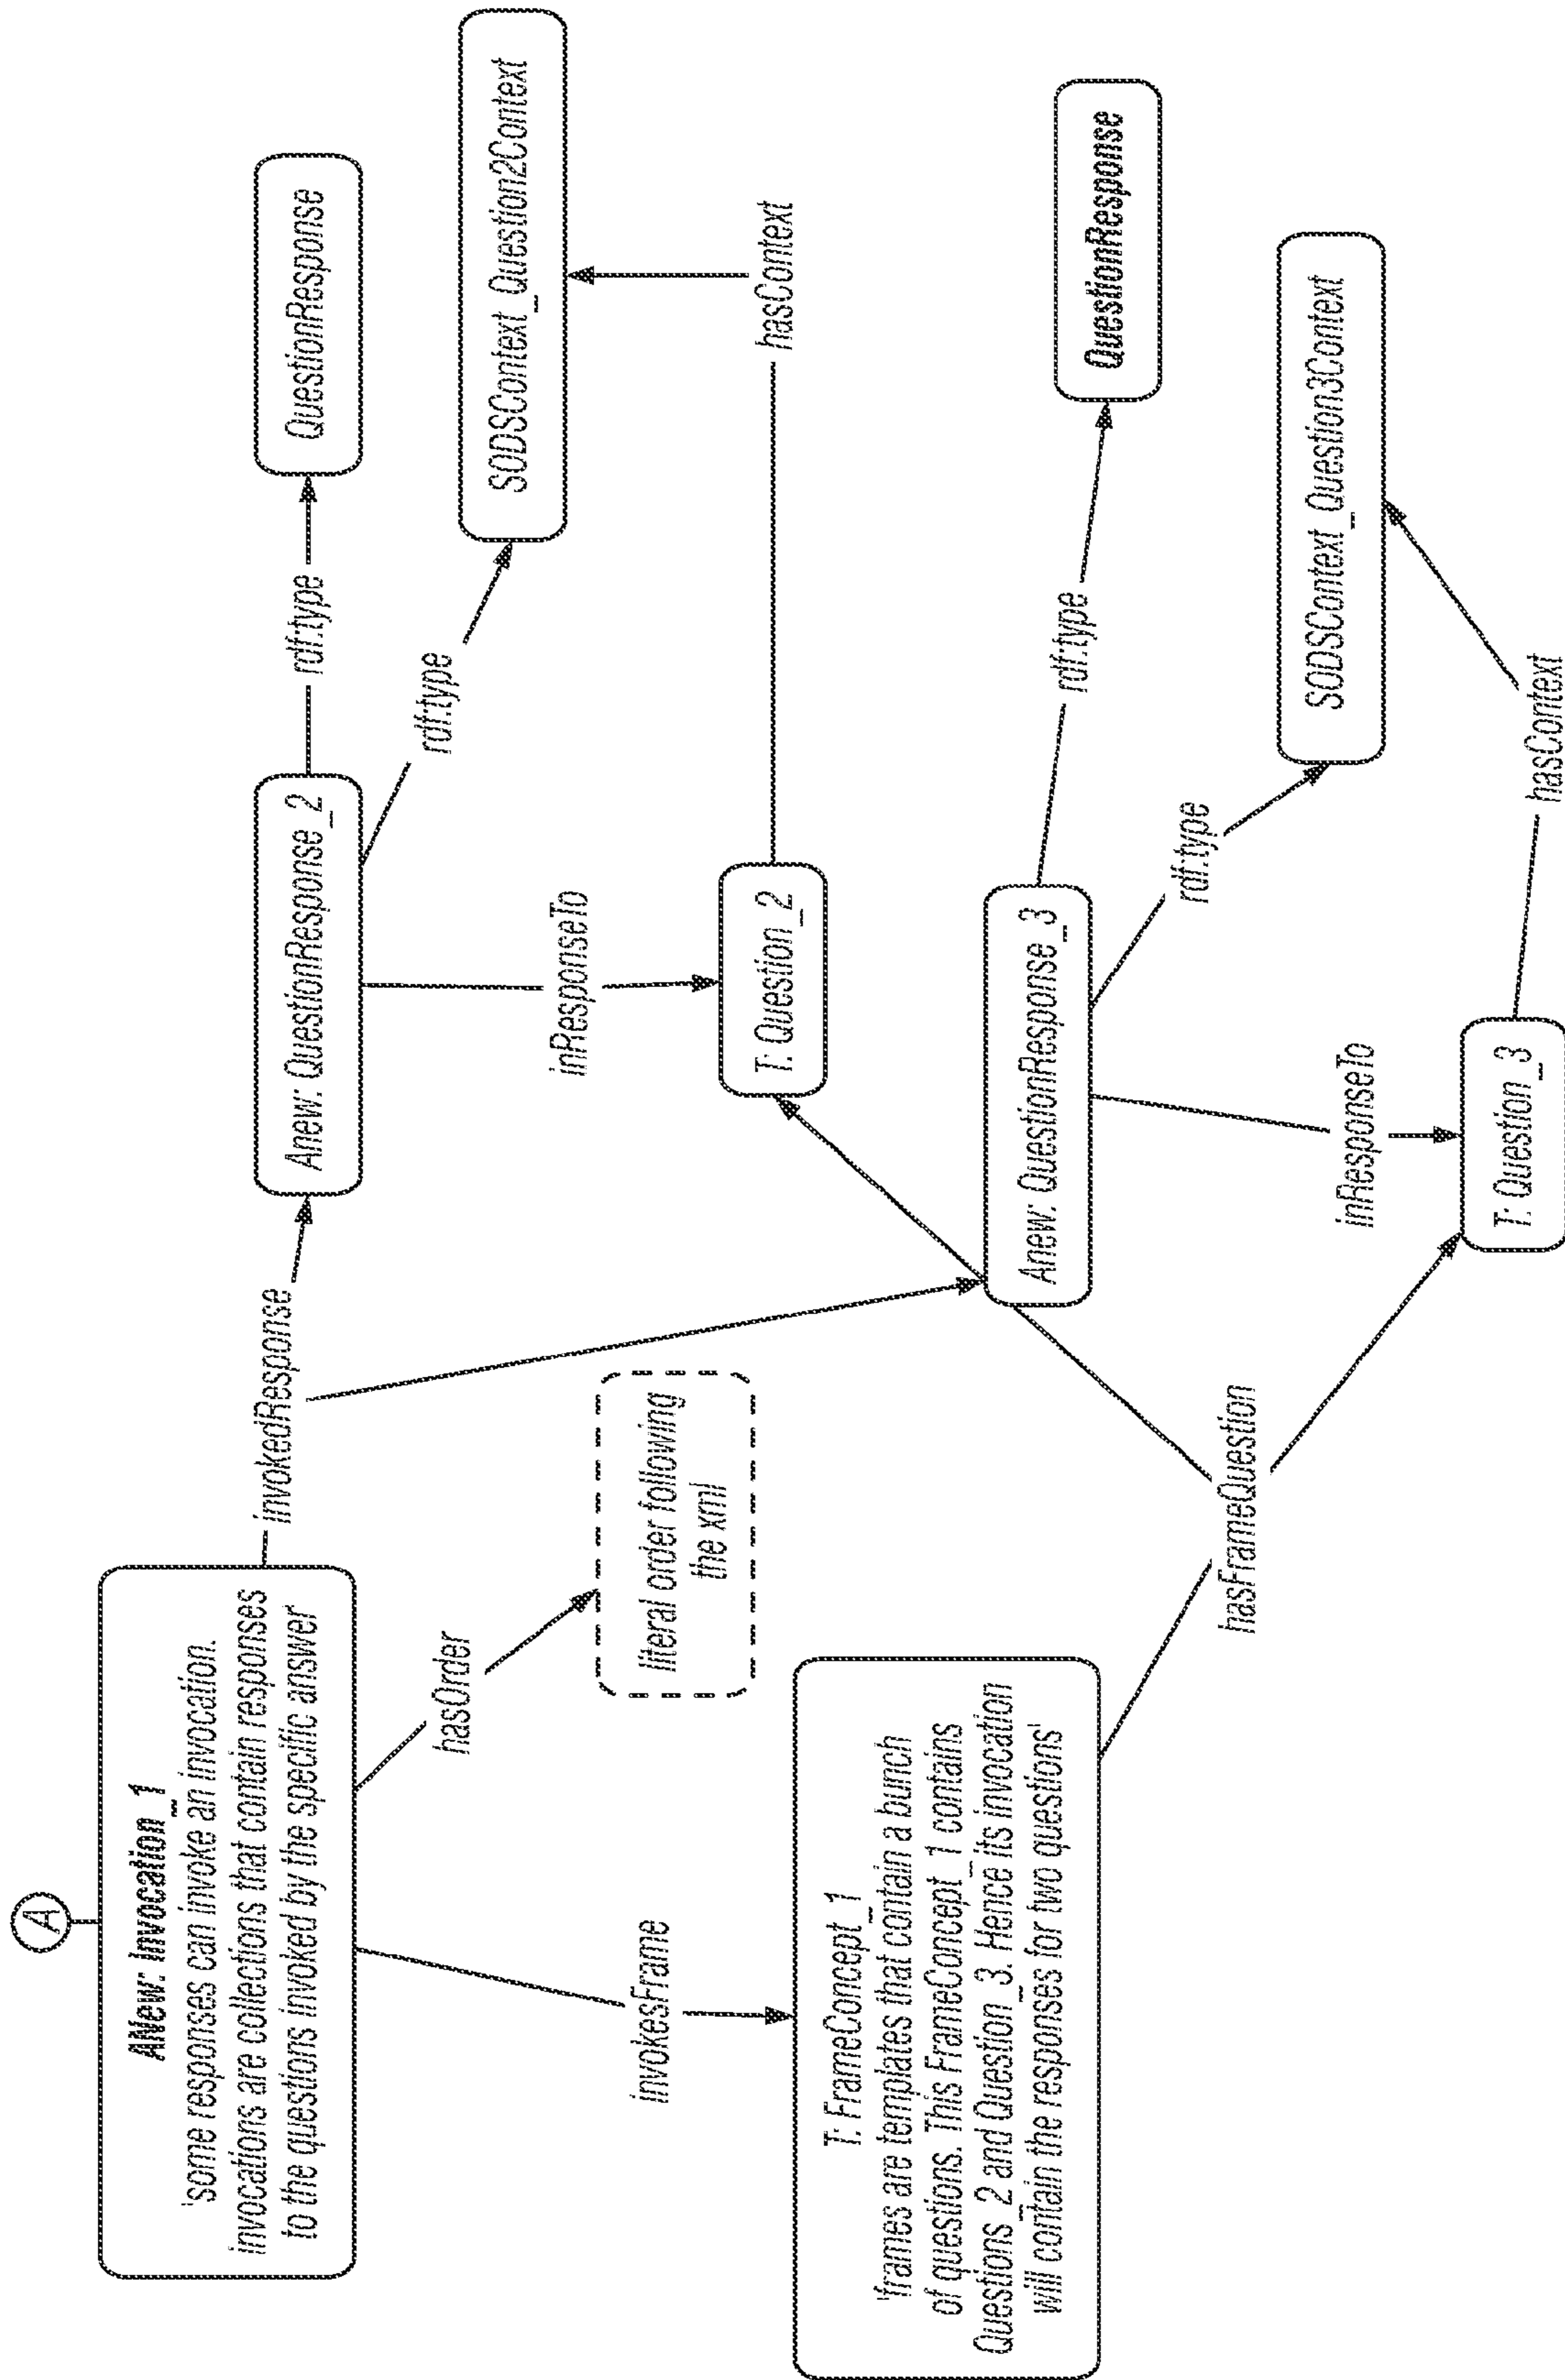 A
ANew: Invocation_1
'some responses can invoke an invocation.
invocations are collections that contain responses
to the questions invoked by the specific answer
invokedResponse
Anew: QuestionResponse_2
rdf:type
QuestionResponse
rdf:type
SODSContext_Question2Context
hasOrder
literal order following
the xml
inResponseTo
T: Question_2
hasContext
invokesFrame
T: FrameConcept_1
'frames are templates that contain a bunch
of questions. This FrameConcept_1 contains
Questions_2 and Question_3. Hence its invocation
will contain the responses for two questions'
hasFrameQuestion
Anew: QuestionResponse_3
rdf:type
QuestionResponse
rdf:type
SODSContext_Question3Context
inResponseTo
T: Question_3
hasContext